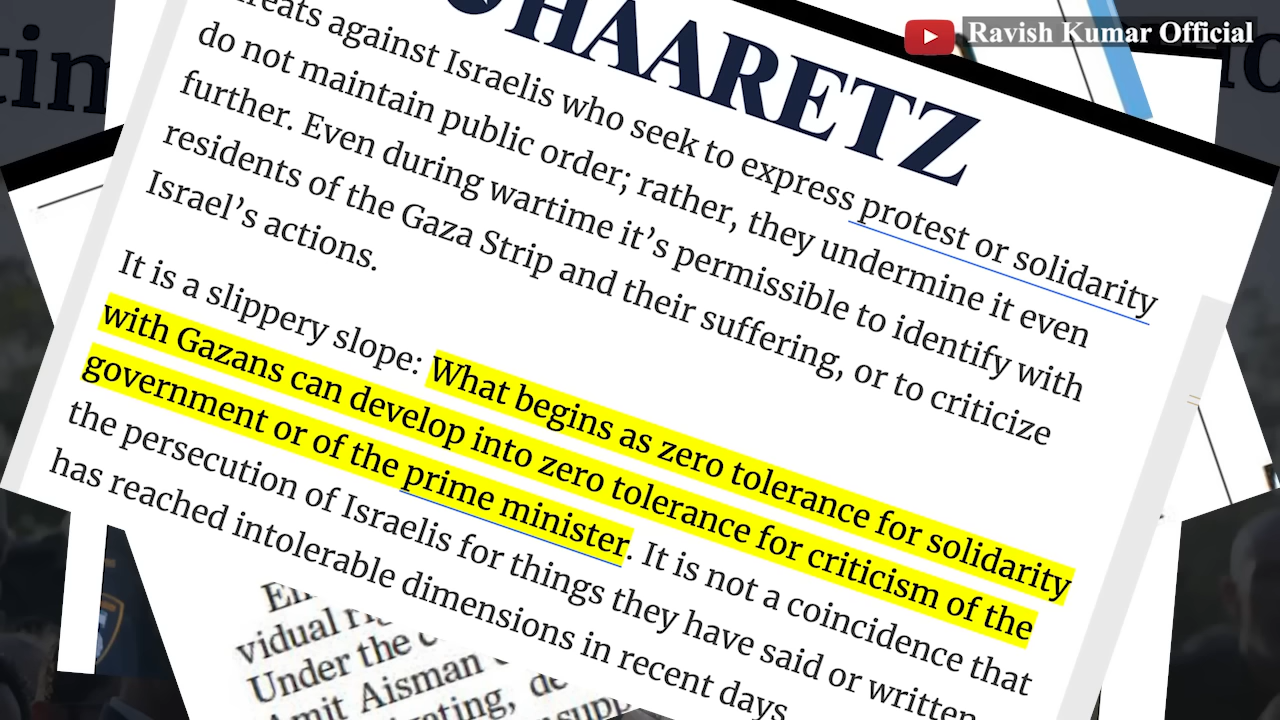 Ravish Kumar Official
HAARETZ
against Israelis who seek to express protest or solidarity
do not maintain public order; rather, they undermine it even
further. Even during wartime it’s permissible to identify with
residents of the Gaza Strip and their suffering, or to criticize
Israel’s actions.
It is a slippery slope: What begins as zero tolerance for solidarity
with Gazans can develop into zero tolerance for criticism of the
government or of the prime minister. It is not a coincidence that
the persecution of Israelis for things they have said or written
has reached intolerable dimensions in recent days
vidual
Under the
Amit Aisman